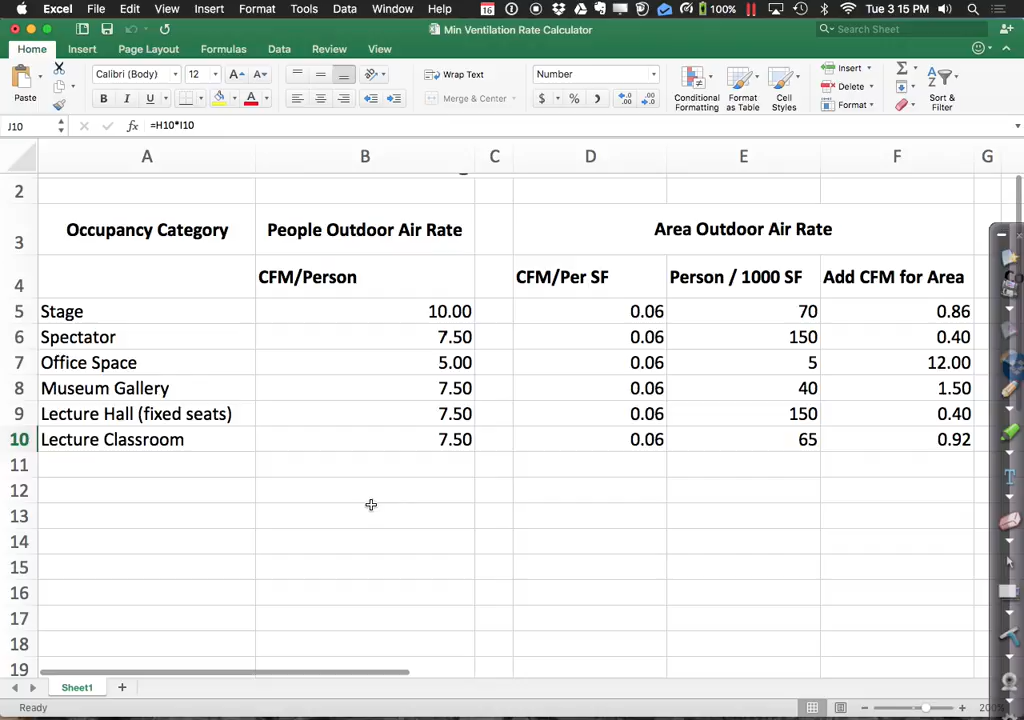 Excel File Edit View Insert Format Tools Data Window Help 16 100% Tue 3 15 PM
Min Ventilation Rate Calculator Search Sheet
Home Insert Page Layout Formulas Data Review View
Paste Calibri (Body) 12 A A Wrap Text Number Conditional Formatting Format as Table Cell Styles Insert Delete Format Sort & Filter
B I U A Merge & Center $ %
J10 fx =H10*I10
A B C D E F G
2
3 Occupancy Category People Outdoor Air Rate Area Outdoor Air Rate
4 CFM/Person CFM/Per SF Person / 1000 SF Add CFM for Area
5 Stage 10.00 0.06 70 0.86
6 Spectator 7.50 0.06 150 0.40
7 Office Space 5.00 0.06 5 12.00
8 Museum Gallery 7.50 0.06 40 1.50
9 Lecture Hall (fixed seats) 7.50 0.06 150 0.40
10 Lecture Classroom 7.50 0.06 65 0.92
11
12
13
14
15
16
17
18
19
Sheet1
Ready 200%